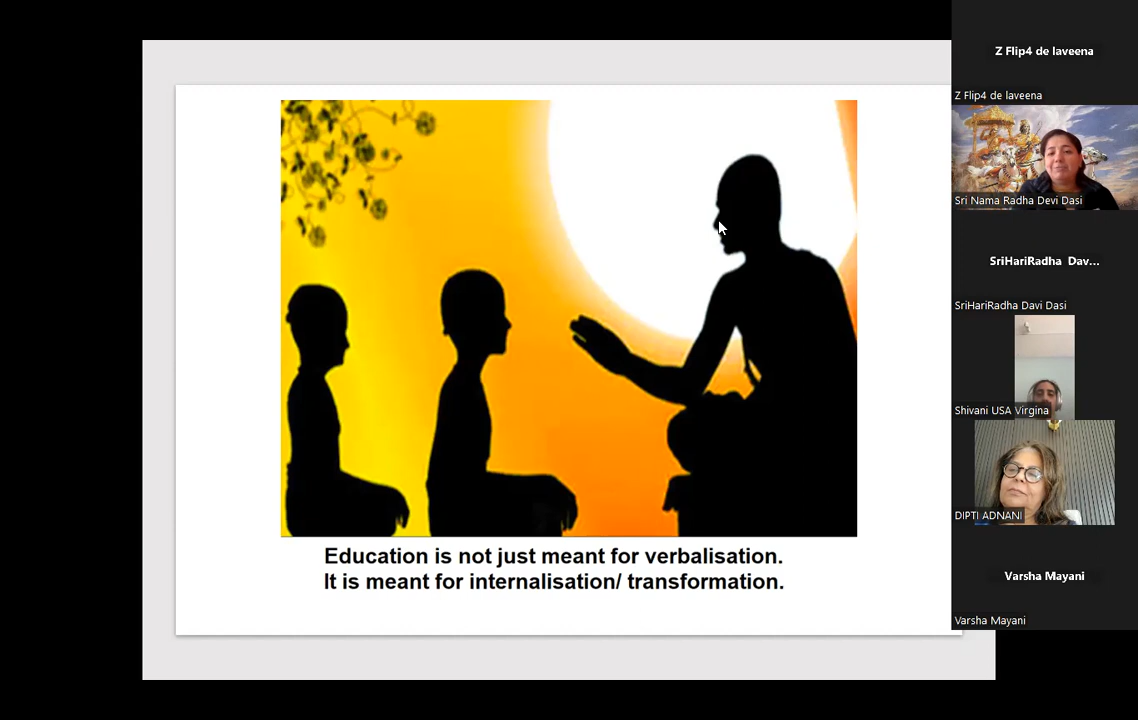 Education is not just meant for verbalisation.
It is meant for internalisation/ transformation.
Z Flip4 de laveena
Z Flip4 de laveena
Sri Nama Radha Devi Dasi
SriHariRadha Dav...
SriHariRadha Davi Dasi
Shivani USA Virgina
DIPTI ADNANI
Varsha Mayani
Varsha Mayani